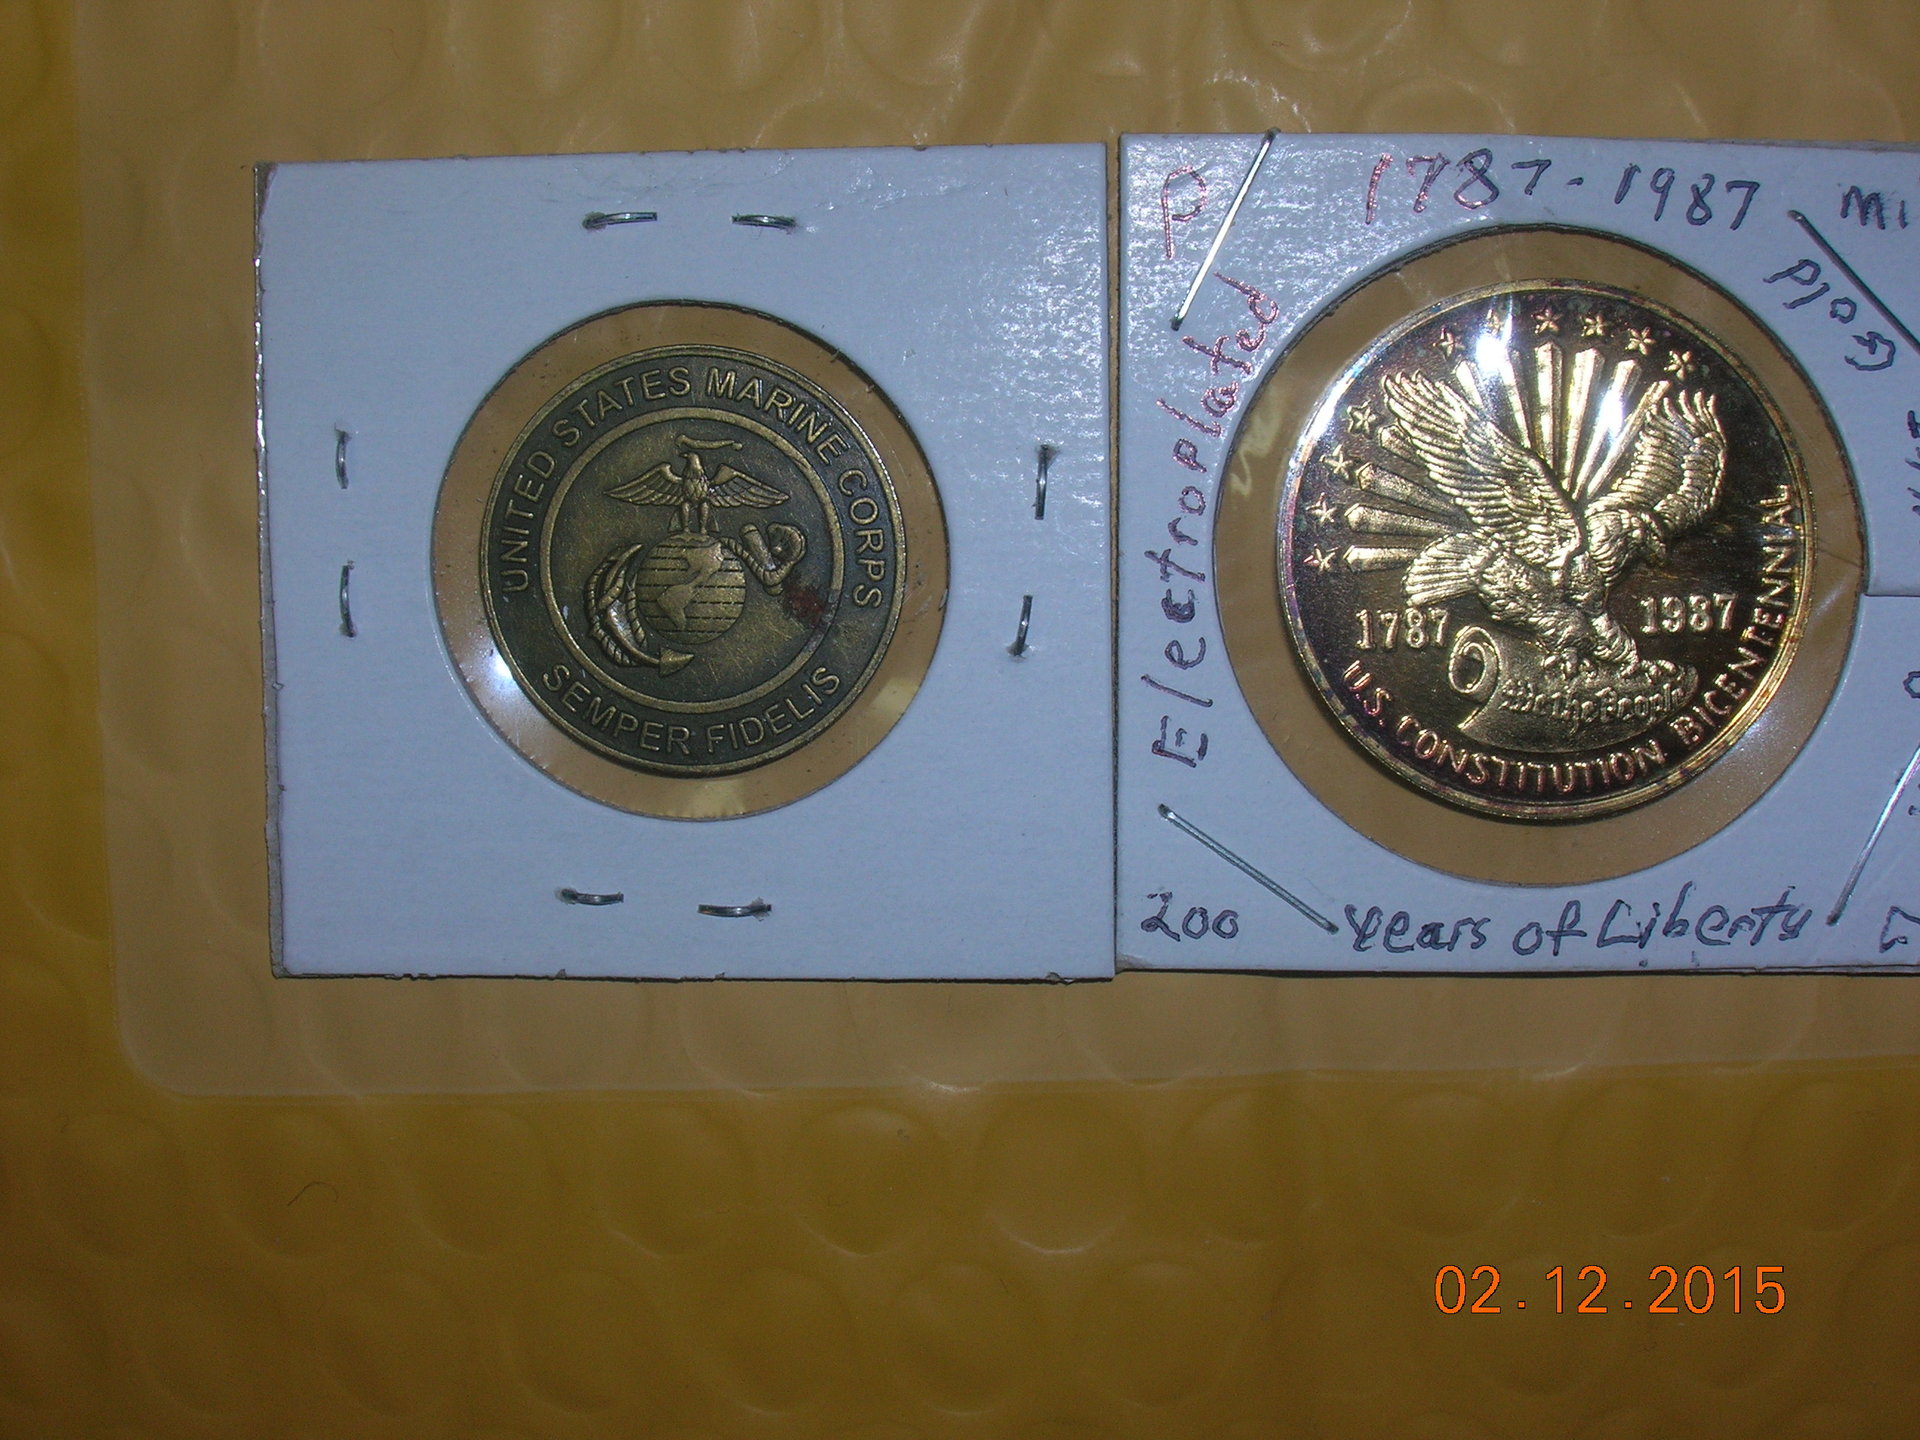 UNITED STATES MARINE CORPS
SEMPER FIDELIS
P
1787-1987
Gold
Electroplated
200 Years of Liberty
1787 1987
We the People
U.S. CONSTITUTION BICENTENNIAL
02.12.2015